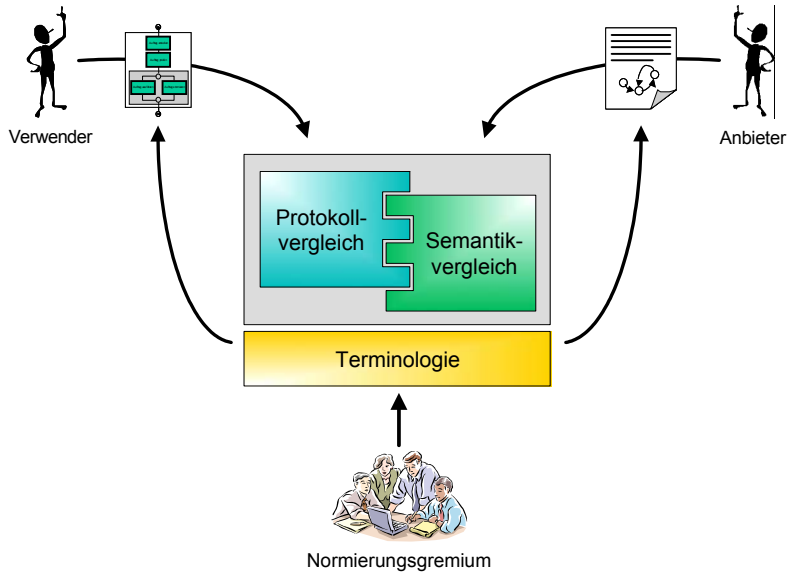 Verwender
Anbieter
Protokoll-
vergleich
Semantik-
vergleich
Terminologie
Normierungsgremium